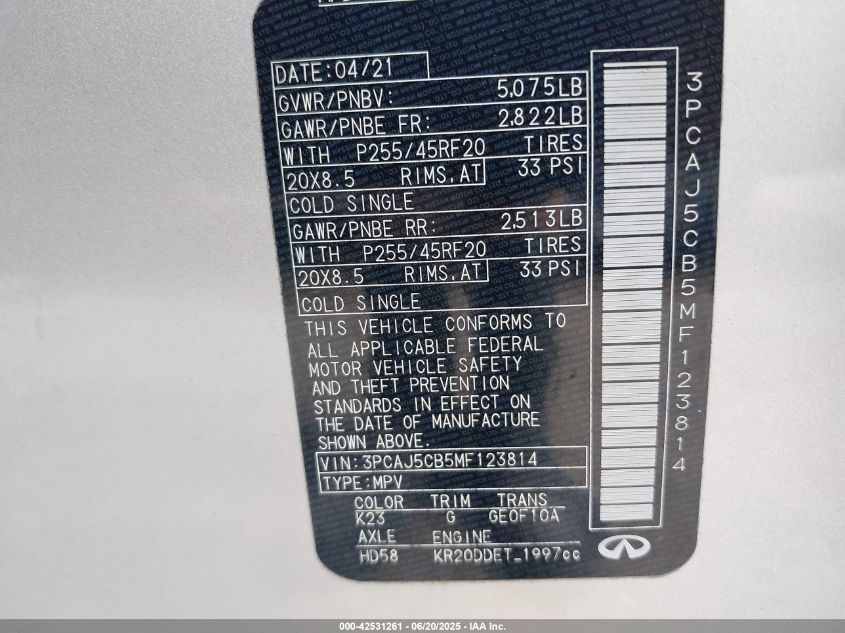 DATE:04/21
GVWR/PNBV: 5,075LB
GAWR/PNBE FR: 2,822LB
WITH P255/45RF20 TIRES
20X8.5 RIMS,AT 33 PSI
COLD SINGLE
GAWR/PNBE RR: 2,513LB
WITH P255/45RF20 TIRES
20X8.5 RIMS,AT 33 PSI
COLD SINGLE
THIS VEHICLE CONFORMS TO
ALL APPLICABLE FEDERAL
MOTOR VEHICLE SAFETY
AND THEFT PREVENTION
STANDARDS IN EFFECT ON
THE DATE OF MANUFACTURE
SHOWN ABOVE.
VIN:3PCAJ5CB5MF123814
TYPE:MPV
COLOR TRIM TRANS
K23 G GE0F10A
AXLE ENGINE
HD58 KR20DDET_1997cc
3PCAJ5CB5MF123814
000-42531261 - 06/20/2025 - IAA Inc.